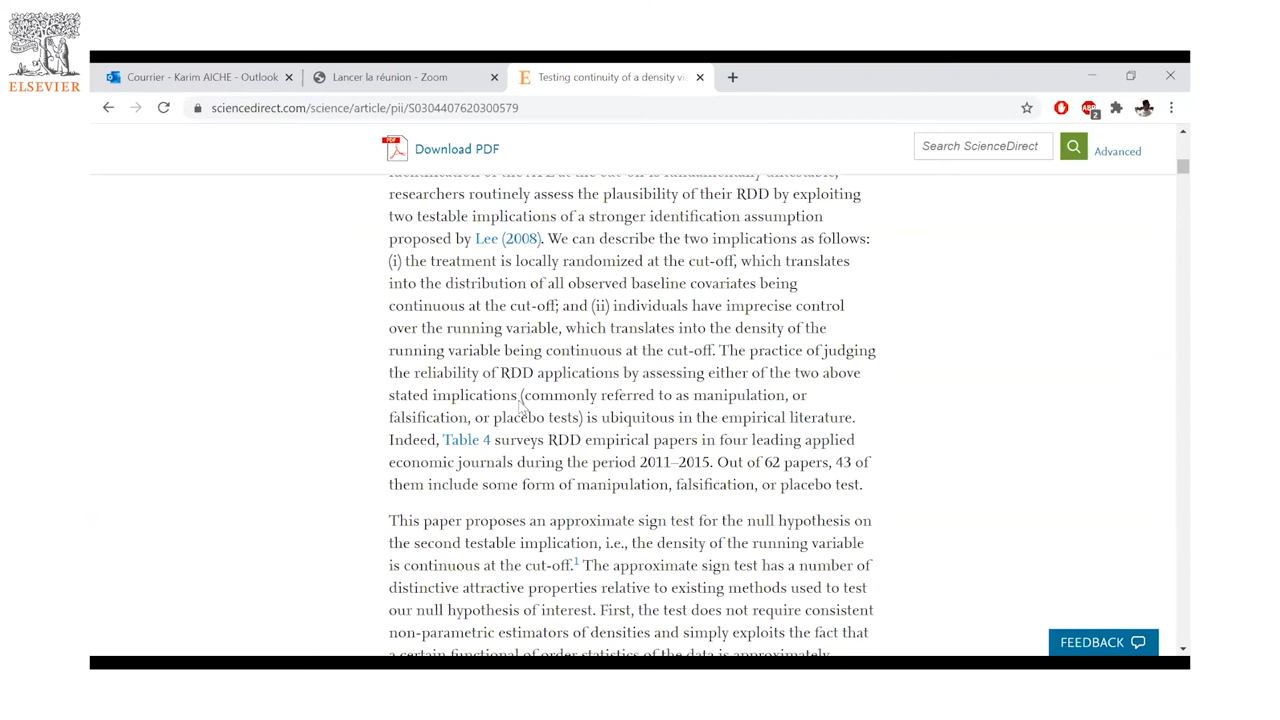 ELSEVIER
Courrier - Karim AICHE - Outlook
Lancer la réunion - Zoom
Testing continuity of a density vi
sciencedirect.com/science/article/pii/S0304407620300579
2
PDF
Download PDF
Search ScienceDirect
Advanced
researchers routinely assess the plausibility of their RDD by exploiting
two testable implications of a stronger identification assumption
proposed by Lee (2008). We can describe the two implications as follows:
(i) the treatment is locally randomized at the cut-off, which translates
into the distribution of all observed baseline covariates being
continuous at the cut-off; and (ii) individuals have imprecise control
over the running variable, which translates into the density of the
running variable being continuous at the cut-off. The practice of judging
the reliability of RDD applications by assessing either of the two above
stated implications (commonly referred to as manipulation, or
falsification, or placebo tests) is ubiquitous in the empirical literature.
Indeed, Table 4 surveys RDD empirical papers in four leading applied
economic journals during the period 2011–2015. Out of 62 papers, 43 of
them include some form of manipulation, falsification, or placebo test.
This paper proposes an approximate sign test for the null hypothesis on
the second testable implication, i.e., the density of the running variable
is continuous at the cut-off.1 The approximate sign test has a number of
distinctive attractive properties relative to existing methods used to test
our null hypothesis of interest. First, the test does not require consistent
non-parametric estimators of densities and simply exploits the fact that
a certain functional of order statistics of the data is approximately
FEEDBACK